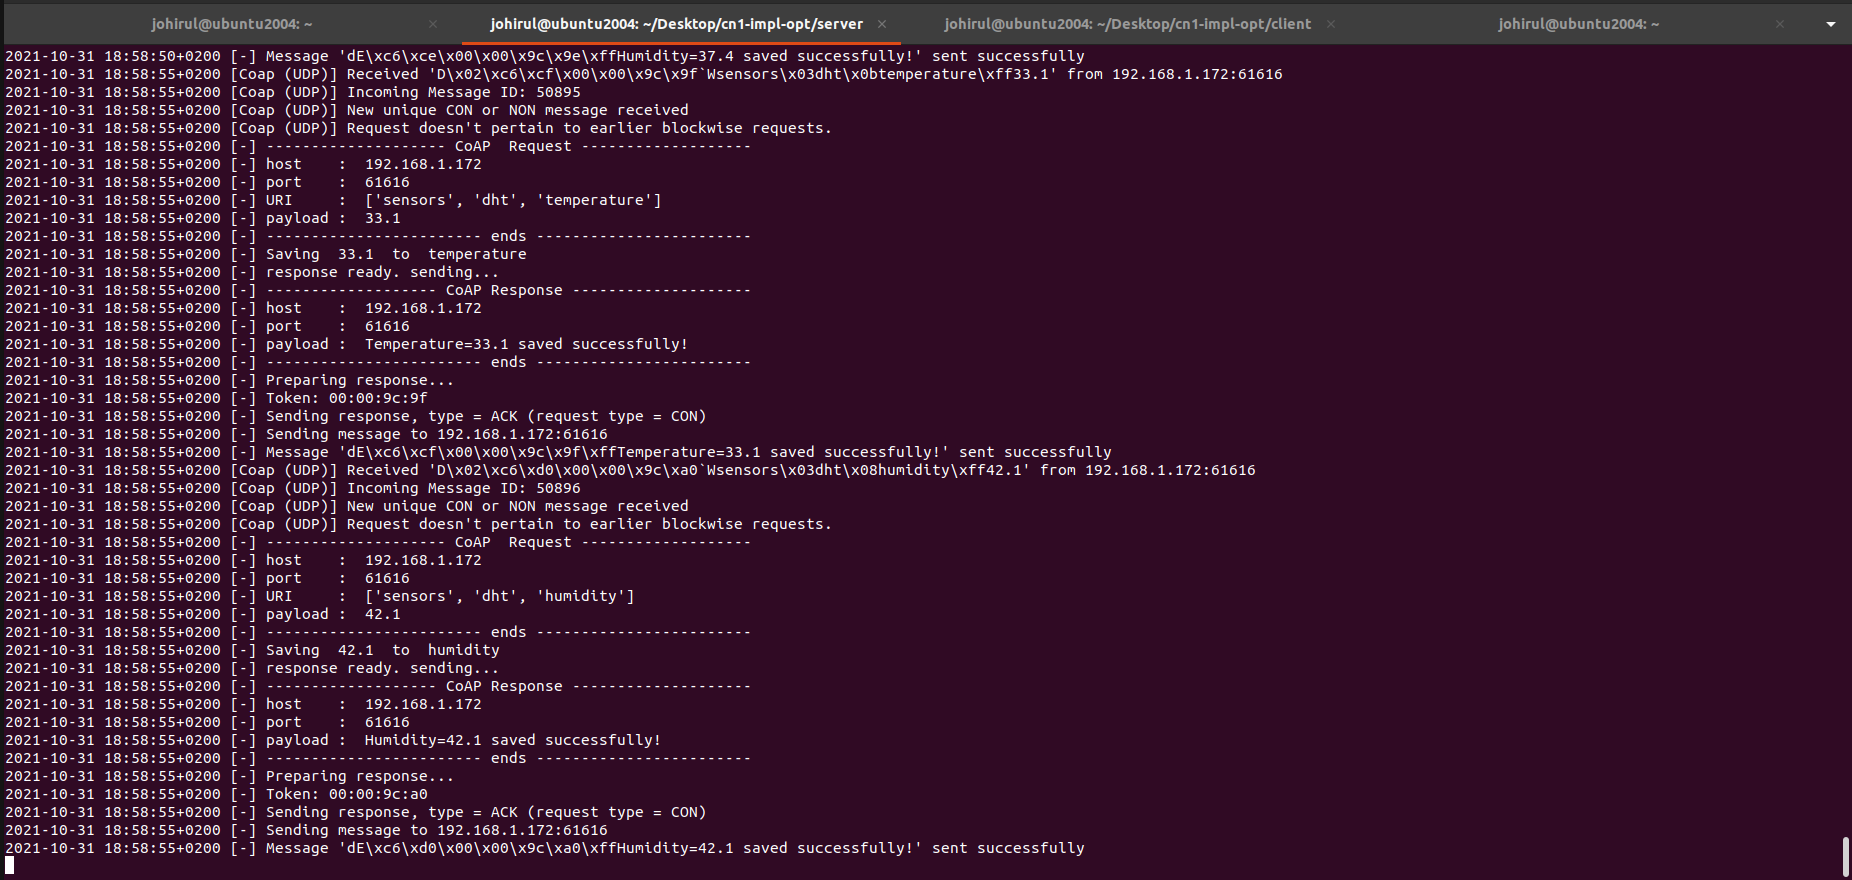 johirul@ubuntu2004: ~ × johirul@ubuntu2004: ~/Desktop/cn1-impl-opt/server × johirul@ubuntu2004: ~/Desktop/cn1-impl-opt/client × johirul@ubuntu2004: ~ ×
2021-10-31 18:58:50+0200 [-] Message 'dE\xc6\xce\x00\x00\x9c\x9e\xffHumidity=37.4 saved successfully!' sent successfully
2021-10-31 18:58:55+0200 [Coap (UDP)] Received 'D\x02\xc6\xcf\x00\x00\x9c\x9f`Wsensors\x03dht\x0btemperature\xff33.1' from 192.168.1.172:61616
2021-10-31 18:58:55+0200 [Coap (UDP)] Incoming Message ID: 50895
2021-10-31 18:58:55+0200 [Coap (UDP)] New unique CON or NON message received
2021-10-31 18:58:55+0200 [Coap (UDP)] Request doesn't pertain to earlier blockwise requests.
2021-10-31 18:58:55+0200 [-] -------------------- CoAP  Request -------------------
2021-10-31 18:58:55+0200 [-] host    :  192.168.1.172
2021-10-31 18:58:55+0200 [-] port    :  61616
2021-10-31 18:58:55+0200 [-] URI     :  ['sensors', 'dht', 'temperature']
2021-10-31 18:58:55+0200 [-] payload :  33.1
2021-10-31 18:58:55+0200 [-] ------------------------ ends ------------------------
2021-10-31 18:58:55+0200 [-] Saving  33.1  to  temperature
2021-10-31 18:58:55+0200 [-] response ready. sending...
2021-10-31 18:58:55+0200 [-] ------------------- CoAP Response --------------------
2021-10-31 18:58:55+0200 [-] host    :  192.168.1.172
2021-10-31 18:58:55+0200 [-] port    :  61616
2021-10-31 18:58:55+0200 [-] payload :  Temperature=33.1 saved successfully!
2021-10-31 18:58:55+0200 [-] ------------------------ ends ------------------------
2021-10-31 18:58:55+0200 [-] Preparing response...
2021-10-31 18:58:55+0200 [-] Token: 00:00:9c:9f
2021-10-31 18:58:55+0200 [-] Sending response, type = ACK (request type = CON)
2021-10-31 18:58:55+0200 [-] Sending message to 192.168.1.172:61616
2021-10-31 18:58:55+0200 [-] Message 'dE\xc6\xcf\x00\x00\x9c\x9f\xffTemperature=33.1 saved successfully!' sent successfully
2021-10-31 18:58:55+0200 [Coap (UDP)] Received 'D\x02\xc6\xd0\x00\x00\x9c\xa0`Wsensors\x03dht\x08humidity\xff42.1' from 192.168.1.172:61616
2021-10-31 18:58:55+0200 [Coap (UDP)] Incoming Message ID: 50896
2021-10-31 18:58:55+0200 [Coap (UDP)] New unique CON or NON message received
2021-10-31 18:58:55+0200 [Coap (UDP)] Request doesn't pertain to earlier blockwise requests.
2021-10-31 18:58:55+0200 [-] -------------------- CoAP  Request -------------------
2021-10-31 18:58:55+0200 [-] host    :  192.168.1.172
2021-10-31 18:58:55+0200 [-] port    :  61616
2021-10-31 18:58:55+0200 [-] URI     :  ['sensors', 'dht', 'humidity']
2021-10-31 18:58:55+0200 [-] payload :  42.1
2021-10-31 18:58:55+0200 [-] ------------------------ ends ------------------------
2021-10-31 18:58:55+0200 [-] Saving  42.1  to  humidity
2021-10-31 18:58:55+0200 [-] response ready. sending...
2021-10-31 18:58:55+0200 [-] ------------------- CoAP Response --------------------
2021-10-31 18:58:55+0200 [-] host    :  192.168.1.172
2021-10-31 18:58:55+0200 [-] port    :  61616
2021-10-31 18:58:55+0200 [-] payload :  Humidity=42.1 saved successfully!
2021-10-31 18:58:55+0200 [-] ------------------------ ends ------------------------
2021-10-31 18:58:55+0200 [-] Preparing response...
2021-10-31 18:58:55+0200 [-] Token: 00:00:9c:a0
2021-10-31 18:58:55+0200 [-] Sending response, type = ACK (request type = CON)
2021-10-31 18:58:55+0200 [-] Sending message to 192.168.1.172:61616
2021-10-31 18:58:55+0200 [-] Message 'dE\xc6\xd0\x00\x00\x9c\xa0\xffHumidity=42.1 saved successfully!' sent successfully